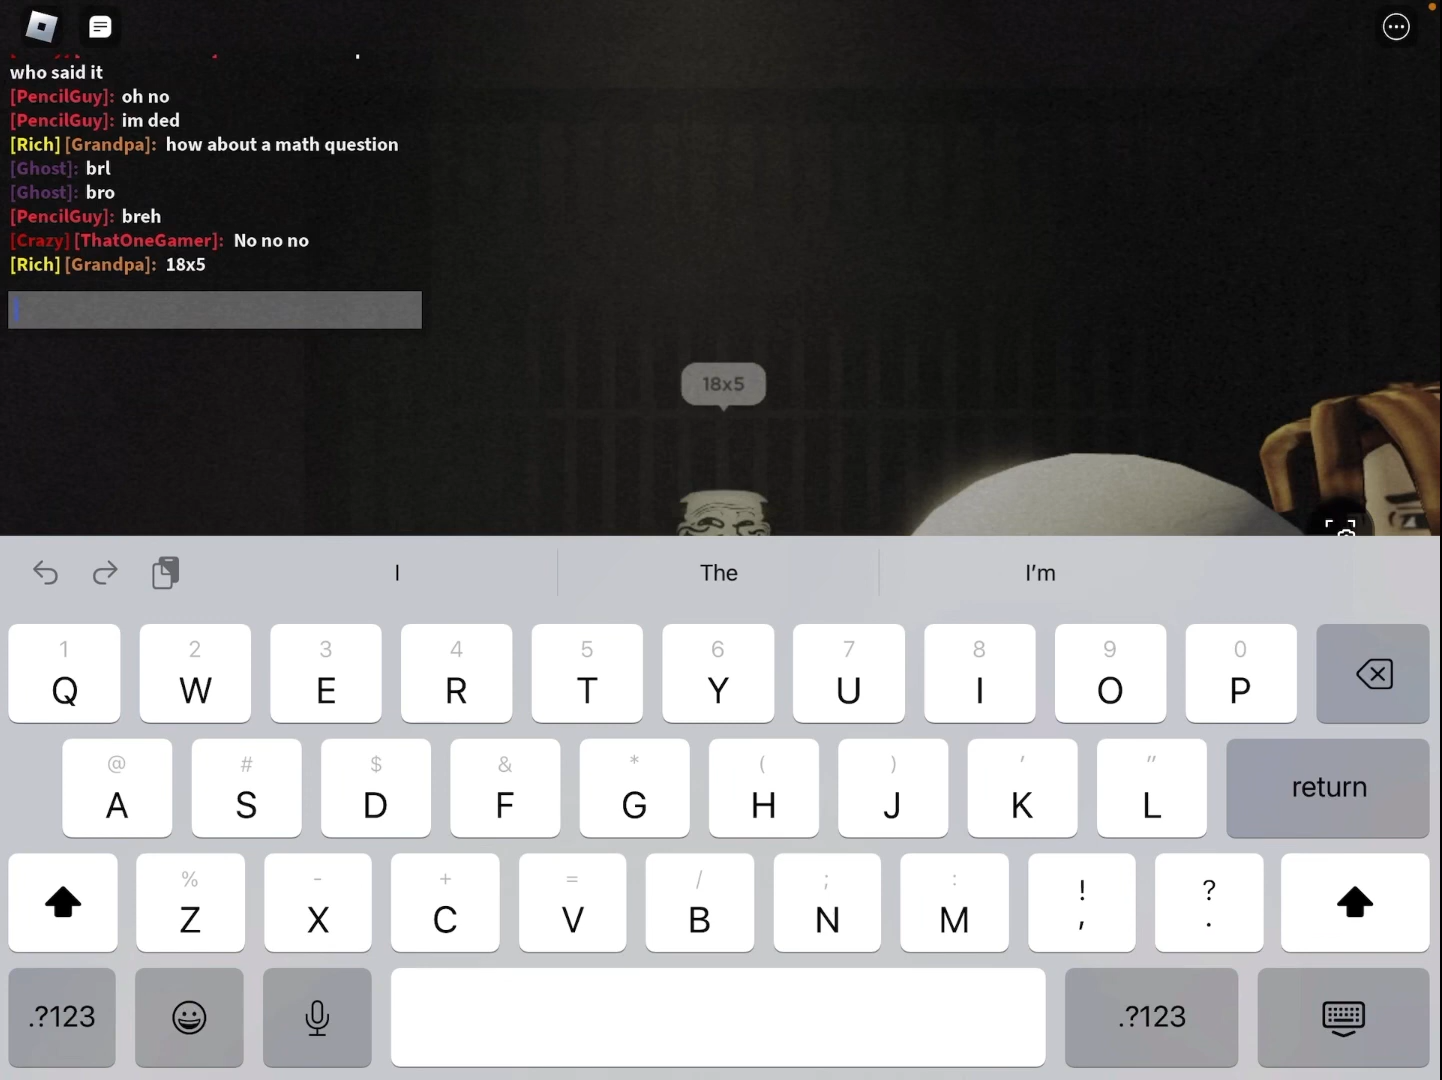 who said it
[PencilGuy]: oh no
[PencilGuy]: im ded
[Rich] [Grandpa]: how about a math question
[Ghost]: brl
[Ghost]: bro
[PencilGuy]: breh
[Crazy] [ThatOneGamer]: No no no
[Rich] [Grandpa]: 18x5
18x5
I The I'm
1 2 3 4 5 6 7 8 9 0
Q W E R T Y U I O P
@ # $ & * ( ) ' "
A S D F G H J K L return
% - + = / ; : ! ?
Z X C V B N M , .
.?123 .?123